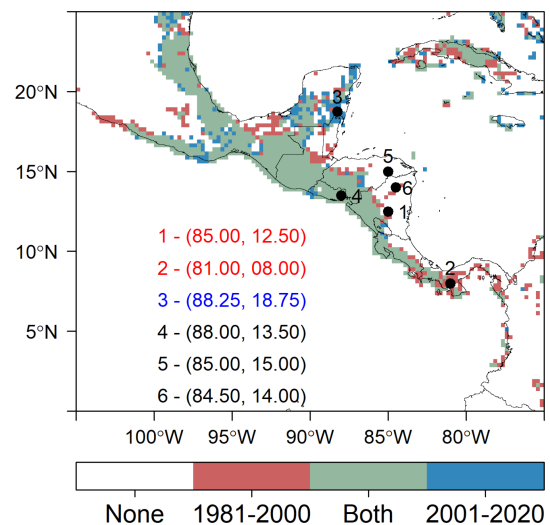 20°N
15°N
10°N
5°N
3
5
6
4
1
2
1 - (85.00, 12.50)
2 - (81.00, 08.00)
3 - (88.25, 18.75)
4 - (88.00, 13.50)
5 - (85.00, 15.00)
6 - (84.50, 14.00)
100°W 95°W 90°W 85°W 80°W
None 1981-2000 Both 2001-2020